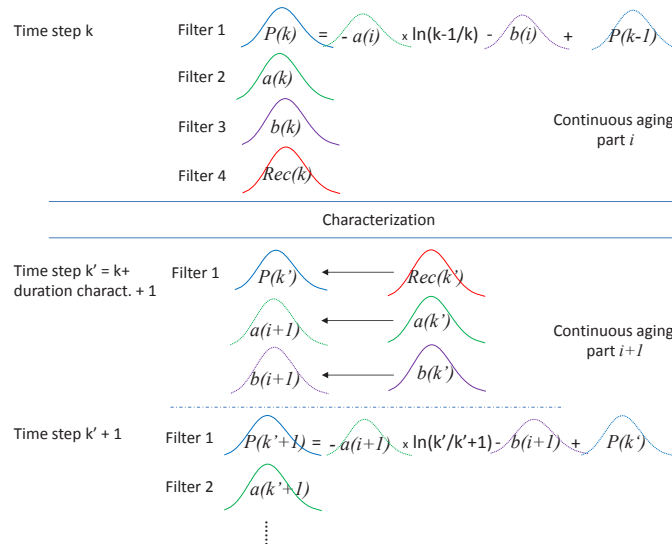 Time step k
Filter 1 P(k) = - a(i) x ln(k-1/k) - b(i) + P(k-1)
Filter 2 a(k)
Filter 3 b(k)
Continuous aging
part i
Filter 4 Rec(k)
Characterization
Time step k' = k+
duration charact. + 1
Filter 1 P(k') Rec(k')
a(i+1) a(k')
Continuous aging
part i+1
b(i+1) b(k')
Time step k' + 1
Filter 1 P(k'+1) = - a(i+1) x ln(k'/k'+1) - b(i+1) + P(k')
Filter 2 a(k'+1)